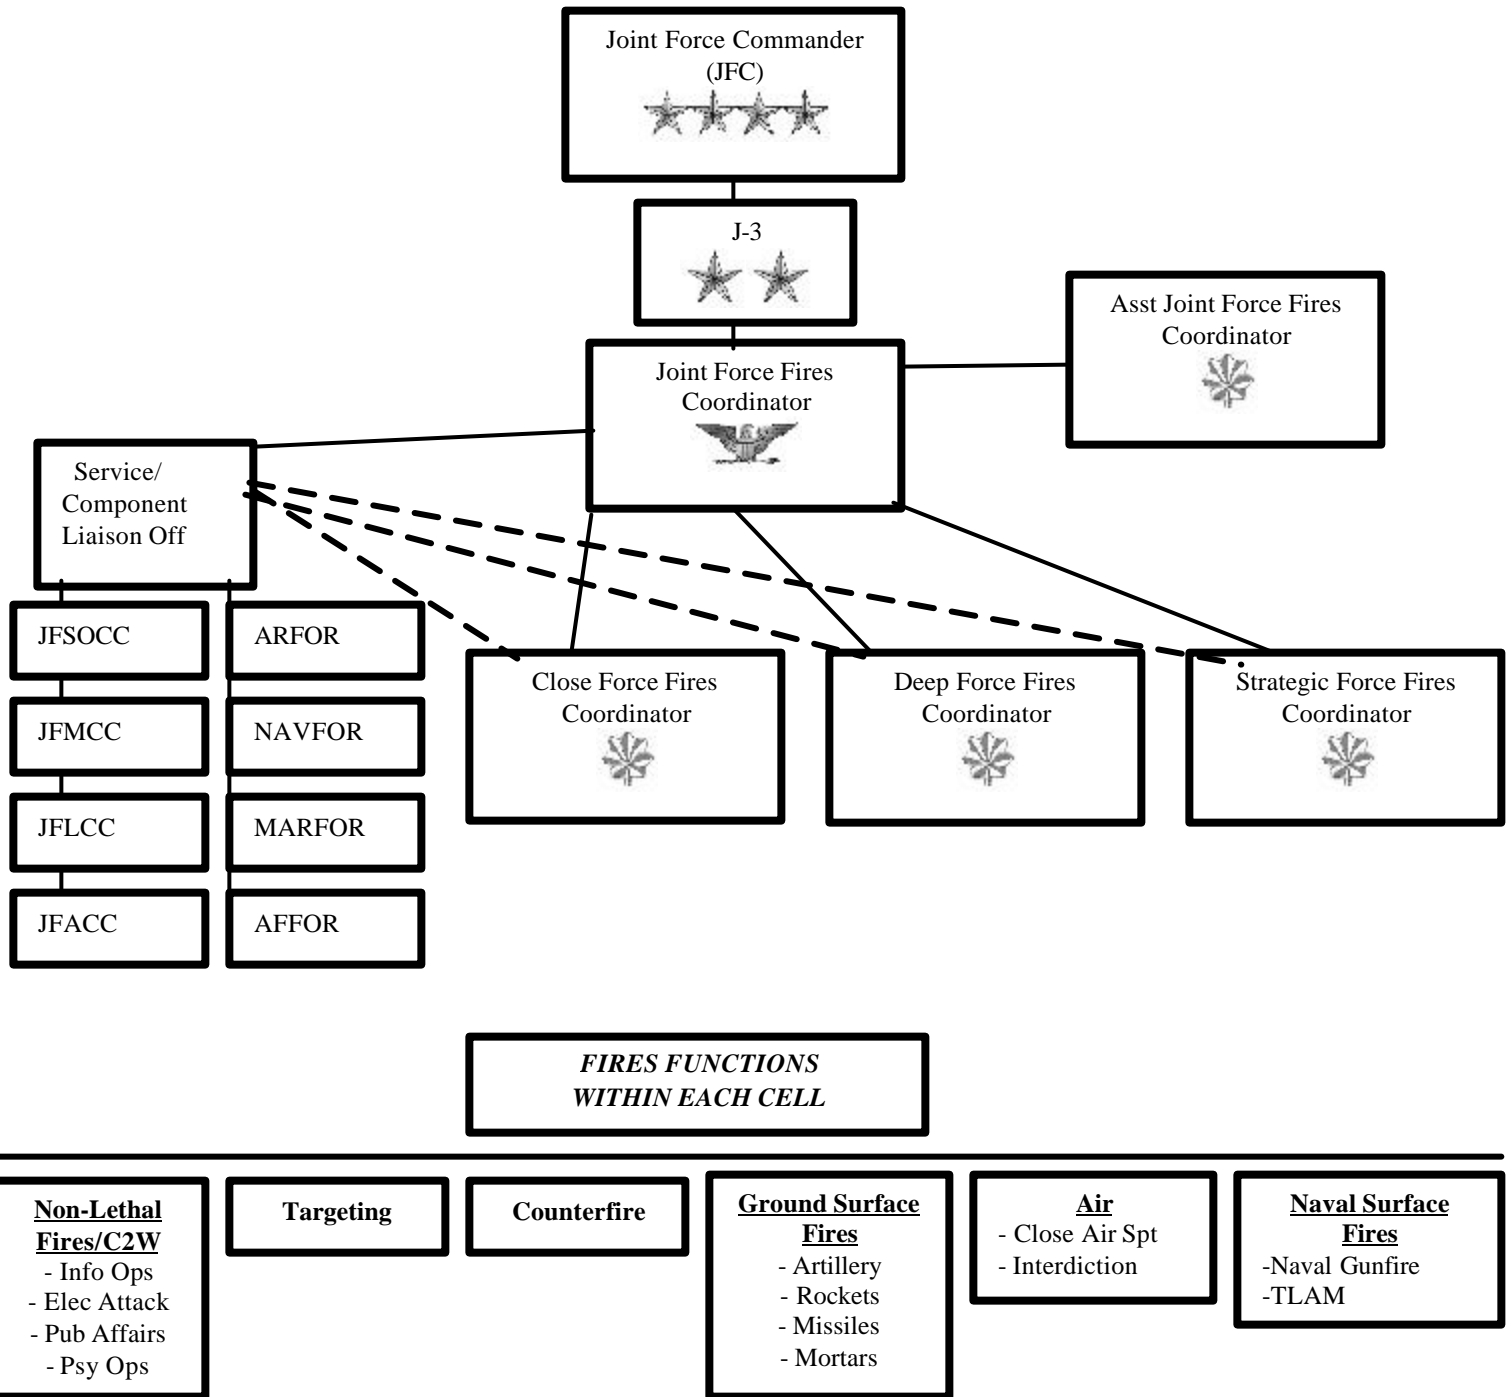 Joint Force Commander
(JFC)
J-3
Asst Joint Force Fires
Coordinator
Joint Force Fires
Coordinator
Service/
Component
Liaison Off
JFSOCC
ARFOR
JFMCC
NAVFOR
JFLCC
MARFOR
JFACC
AFFOR
Close Force Fires
Coordinator
Deep Force Fires
Coordinator
Strategic Force Fires
Coordinator
FIRES FUNCTIONS
WITHIN EACH CELL
Non-Lethal
Fires/C2W
- Info Ops
- Elec Attack
- Pub Affairs
- Psy Ops
Targeting
Counterfire
Ground Surface
Fires
- Artillery
- Rockets
- Missiles
- Mortars
Air
- Close Air Spt
- Interdiction
Naval Surface
Fires
-Naval Gunfire
-TLAM